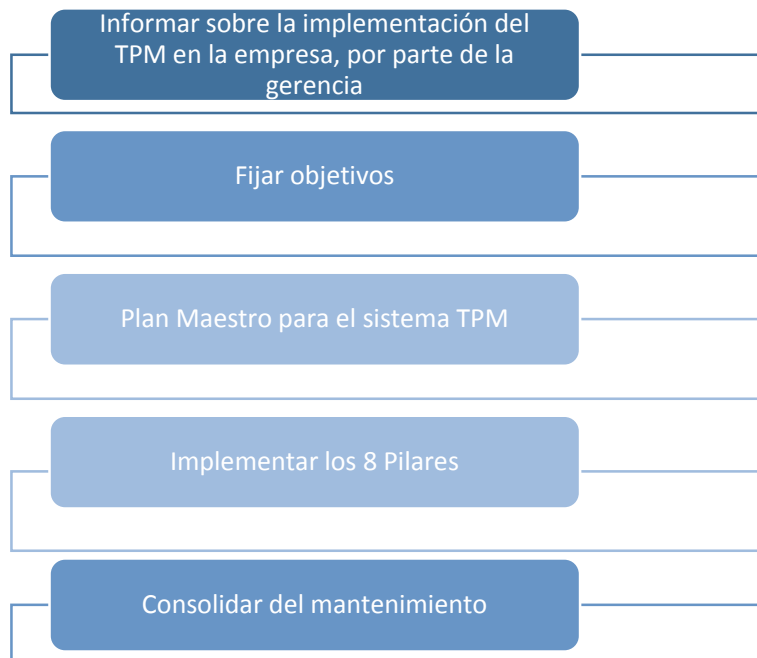 Informar sobre la implementación del
TPM en la empresa, por parte de la
gerencia
Fijar objetivos
Plan Maestro para el sistema TPM
Implementar los 8 Pilares
Consolidar del mantenimiento